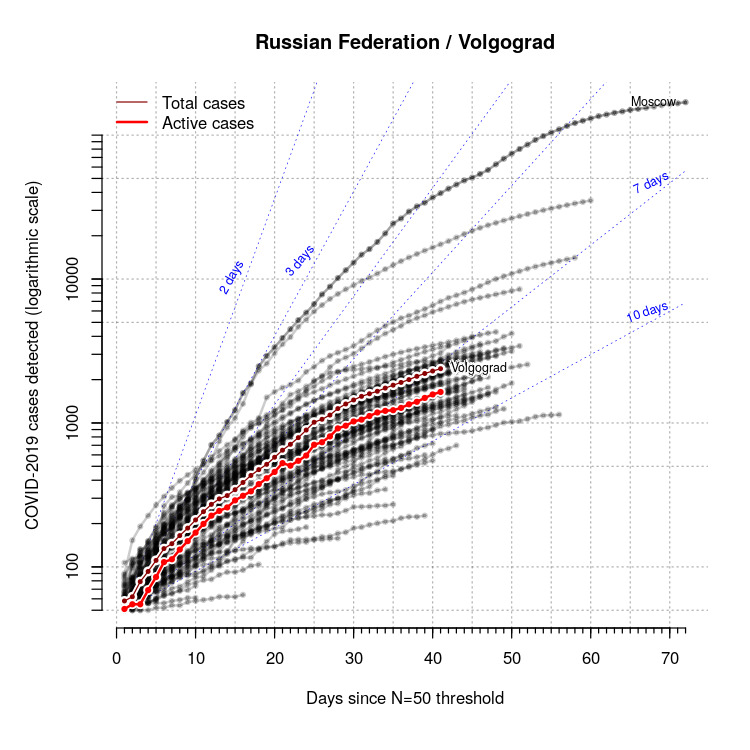 Russian Federation / Volgograd
Total cases
Active cases
Moscow
7 days
2 days
3 days
10 days
Volgograd
COVID-2019 cases detected (logarithmic scale)
10000
1000
100
0 10 20 30 40 50 60 70
Days since N=50 threshold